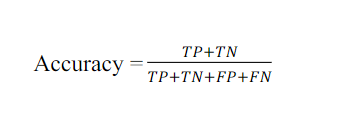 Accuracy = TP+TN / TP+TN+FP+FN